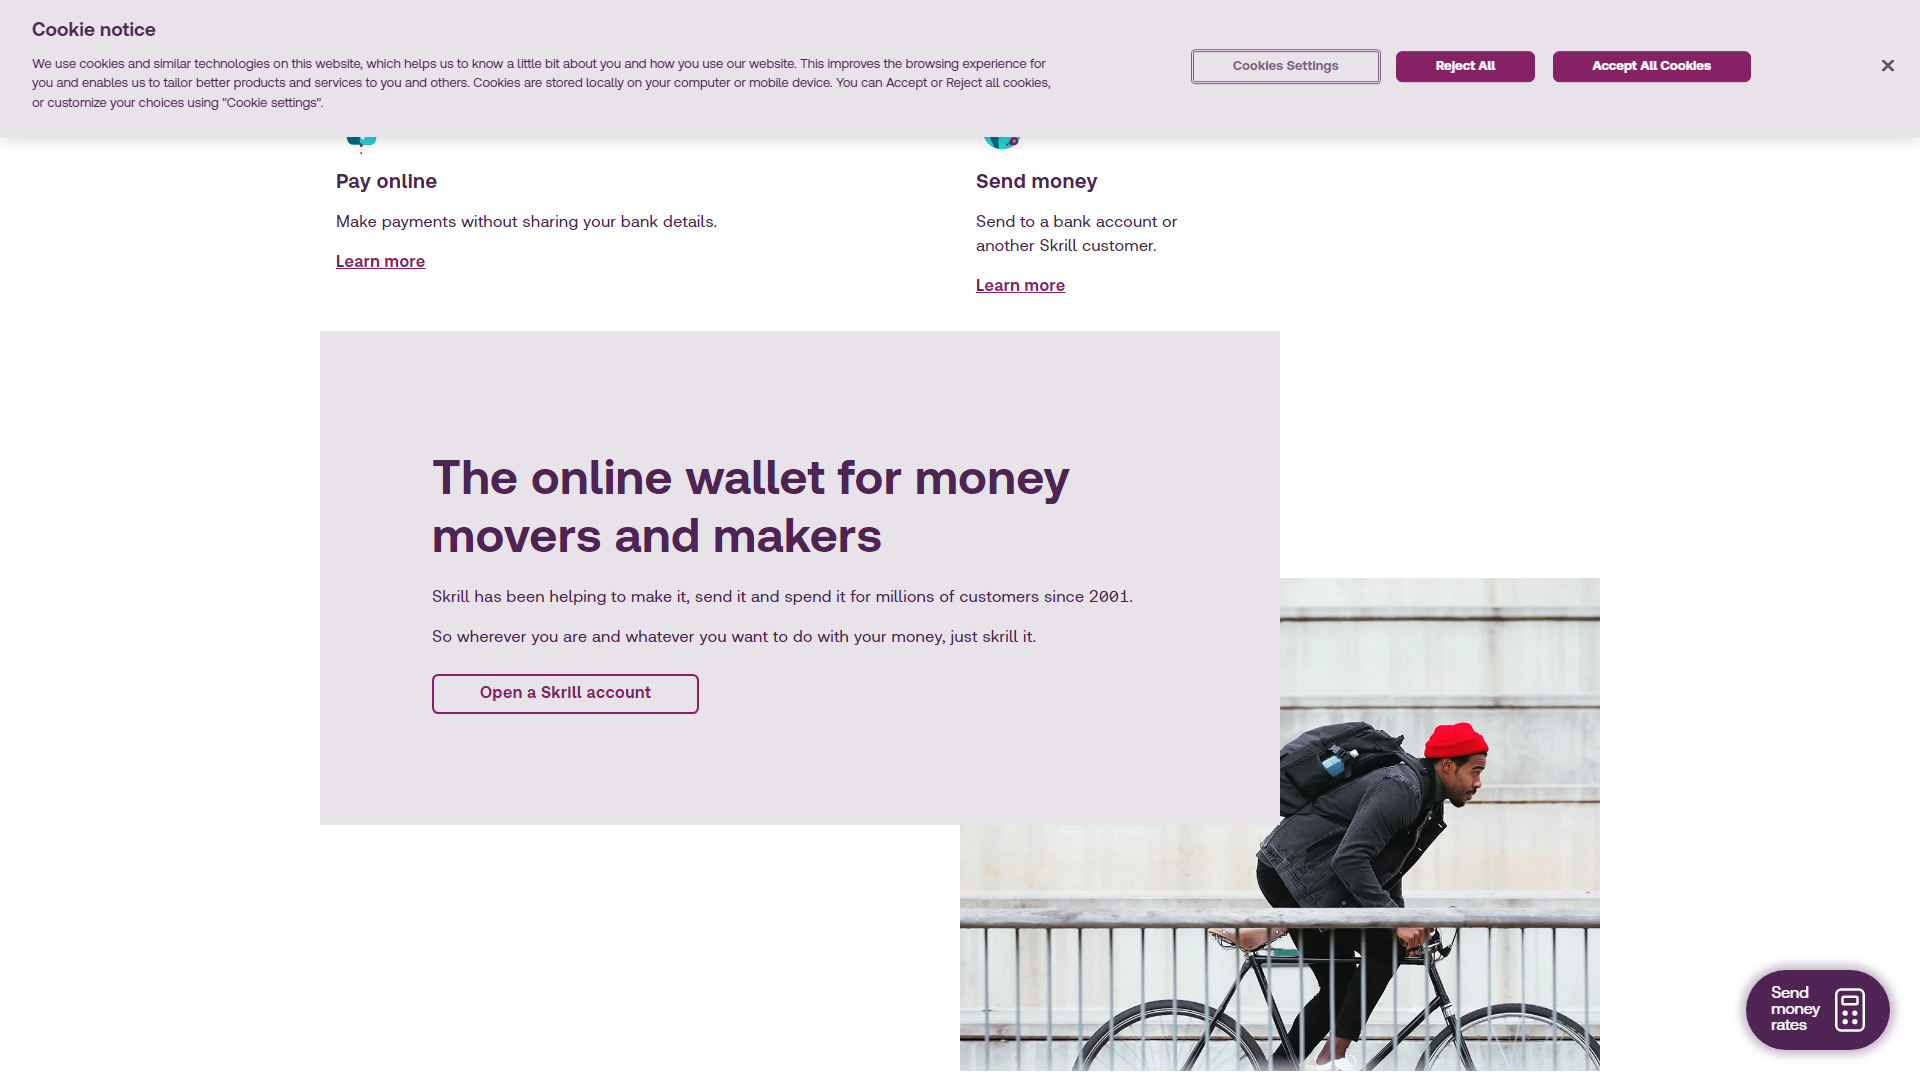 Cookie notice
We use cookies and similar technologies on this website, which helps us to know a little bit about you and how you use our website. This improves the browsing experience for
you and enables us to tailor better products and services to you and others. Cookies are stored locally on your computer or mobile device. You can Accept or Reject all cookies,
or customize your choices using "Cookie settings".
Cookies Settings
Reject All
Accept All Cookies
Pay online
Make payments without sharing your bank details.
Learn more
Send money
Send to a bank account or
another Skrill customer.
Learn more
The online wallet for money
movers and makers
Skrill has been helping to make it, send it and spend it for millions of customers since 2001.
So wherever you are and whatever you want to do with your money, just skrill it.
Open a Skrill account
Send
money
rates